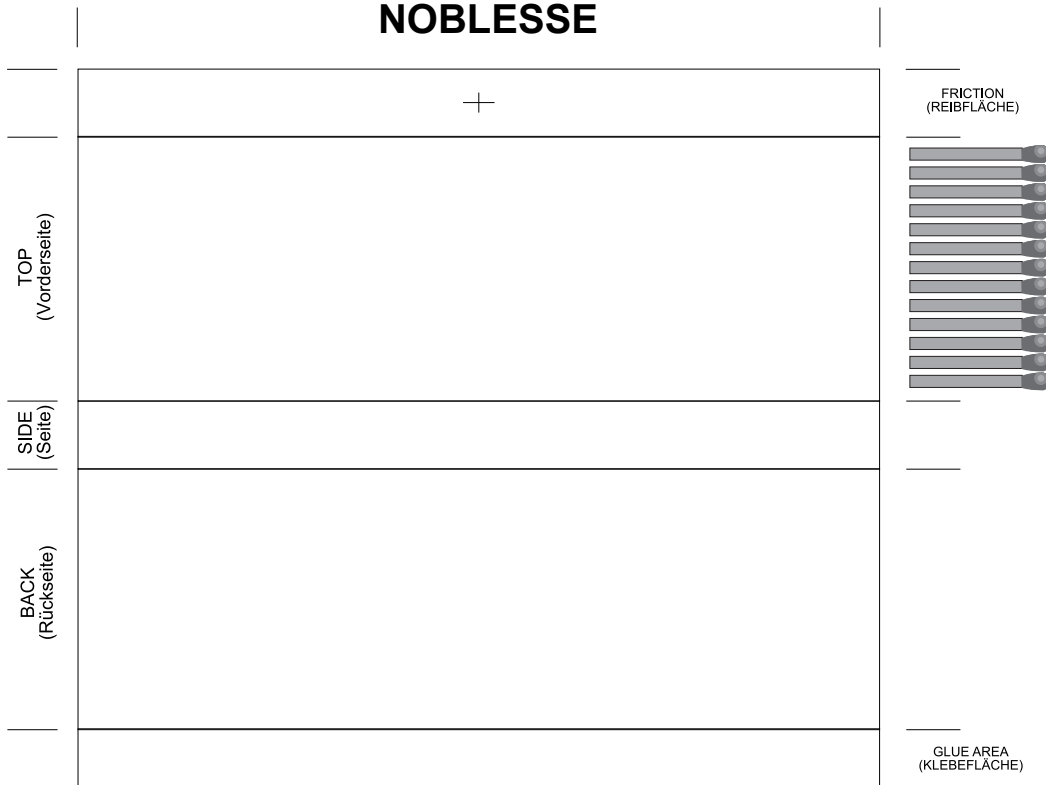 NOBLESSE
FRICTION
(REIBFLÄCHE)
TOP
(Vorderseite)
SIDE
(Seite)
BACK
(Rückseite)
GLUE AREA
(KLEBEFLÄCHE)